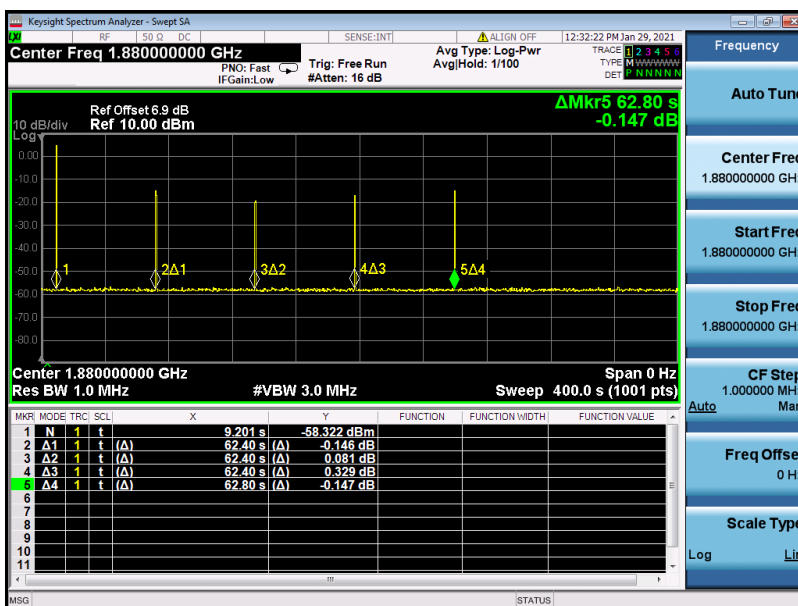 Keysight Spectrum Analyzer - Swept SA
LXI RF 50 Ω DC SENSE:INT ALIGN OFF 12:32:22 PM Jan 29, 2021
Center Freq 1.880000000 GHz
PNO: Fast
IFGain:Low
Trig: Free Run
#Atten: 16 dB
Avg Type: Log-Pwr
Avg|Hold: 1/100
TRACE 1 2 3 4 5 6
TYPE M WWWWW
DET P N N N N N
ΔMkr5 62.80 s
-0.147 dB
Ref Offset 6.9 dB
10 dB/div Ref 10.00 dBm
Log
0.00
-10.0
-20.0
-30.0
-40.0
-50.0
-60.0
-70.0
-80.0
1
2Δ1
3Δ2
4Δ3
5Δ4
Center 1.880000000 GHz Span 0 Hz
Res BW 1.0 MHz #VBW 3.0 MHz Sweep 400.0 s (1001 pts)
MKR MODE TRC SCL X Y FUNCTION FUNCTION WIDTH FUNCTION VALUE
1 N 1 t 9.201 s -58.322 dBm
2 Δ1 1 t (Δ) 62.40 s (Δ) -0.146 dB
3 Δ2 1 t (Δ) 62.40 s (Δ) 0.081 dB
4 Δ3 1 t (Δ) 62.40 s (Δ) 0.329 dB
5 Δ4 1 t (Δ) 62.80 s (Δ) -0.147 dB
6
7
8
9
10
11
MSG STATUS
Frequency
Auto Tun
Center Fre
1.880000000 GH
Start Fre
1.880000000 GH
Stop Fre
1.880000000 GH
CF Step
1.000000 MH
Auto Man
Freq Offse
0 H
Scale Type
Log Lin